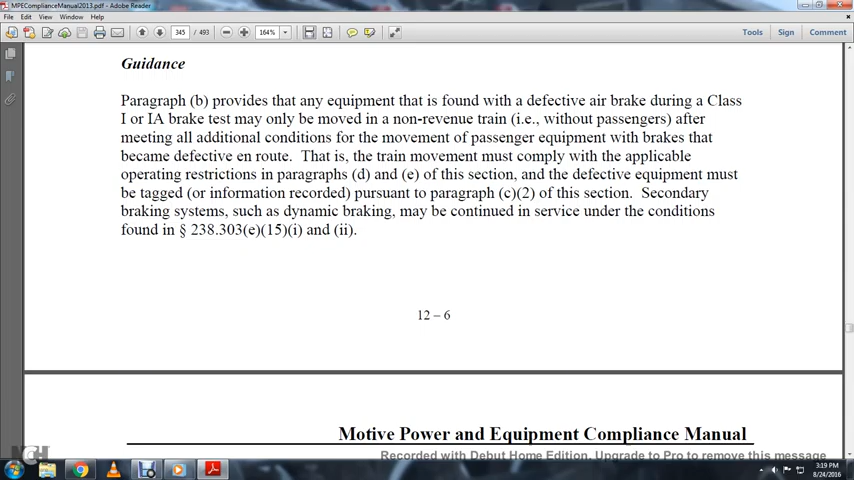 MPEComplianceManual2013.pdf - Adobe Reader
File Edit View Window Help
345 / 493 164% Tools Sign Comment
Guidance
Paragraph (b) provides that any equipment that is found with a defective air brake during a Class
I or IA brake test may only be moved in a non-revenue train (i.e., without passengers) after
meeting all additional conditions for the movement of passenger equipment with brakes that
became defective en route. That is, the train movement must comply with the applicable
operating restrictions in paragraphs (d) and (e) of this section, and the defective equipment must
be tagged (or information recorded) pursuant to paragraph (c)(2) of this section. Secondary
braking systems, such as dynamic braking, may be continued in service under the conditions
found in § 238.303(e)(15)(i) and (ii).
12 – 6
Motive Power and Equipment Compliance Manual
Recorded with Debut Home Edition. Upgrade to Pro to remove this message
NCH
3:19 PM
8/24/2016